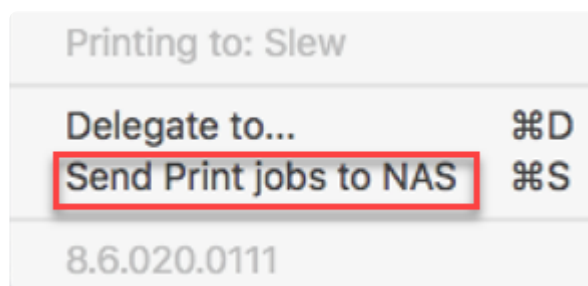 Printing to: Slew
Delegate to... ⌘D
Send Print jobs to NAS ⌘S
8.6.020.0111